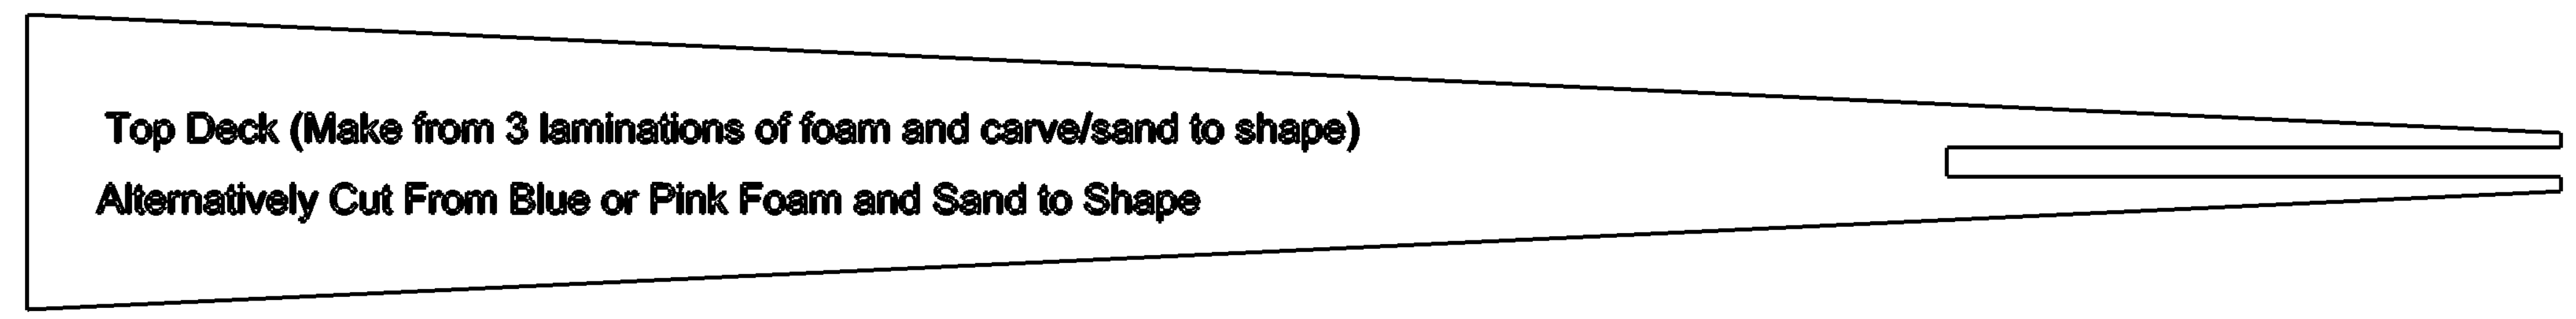 Top Deck (Make from 3 laminations of foam and carve/sand to shape)
Alternatively Cut From Blue or Pink Foam and Sand to Shape